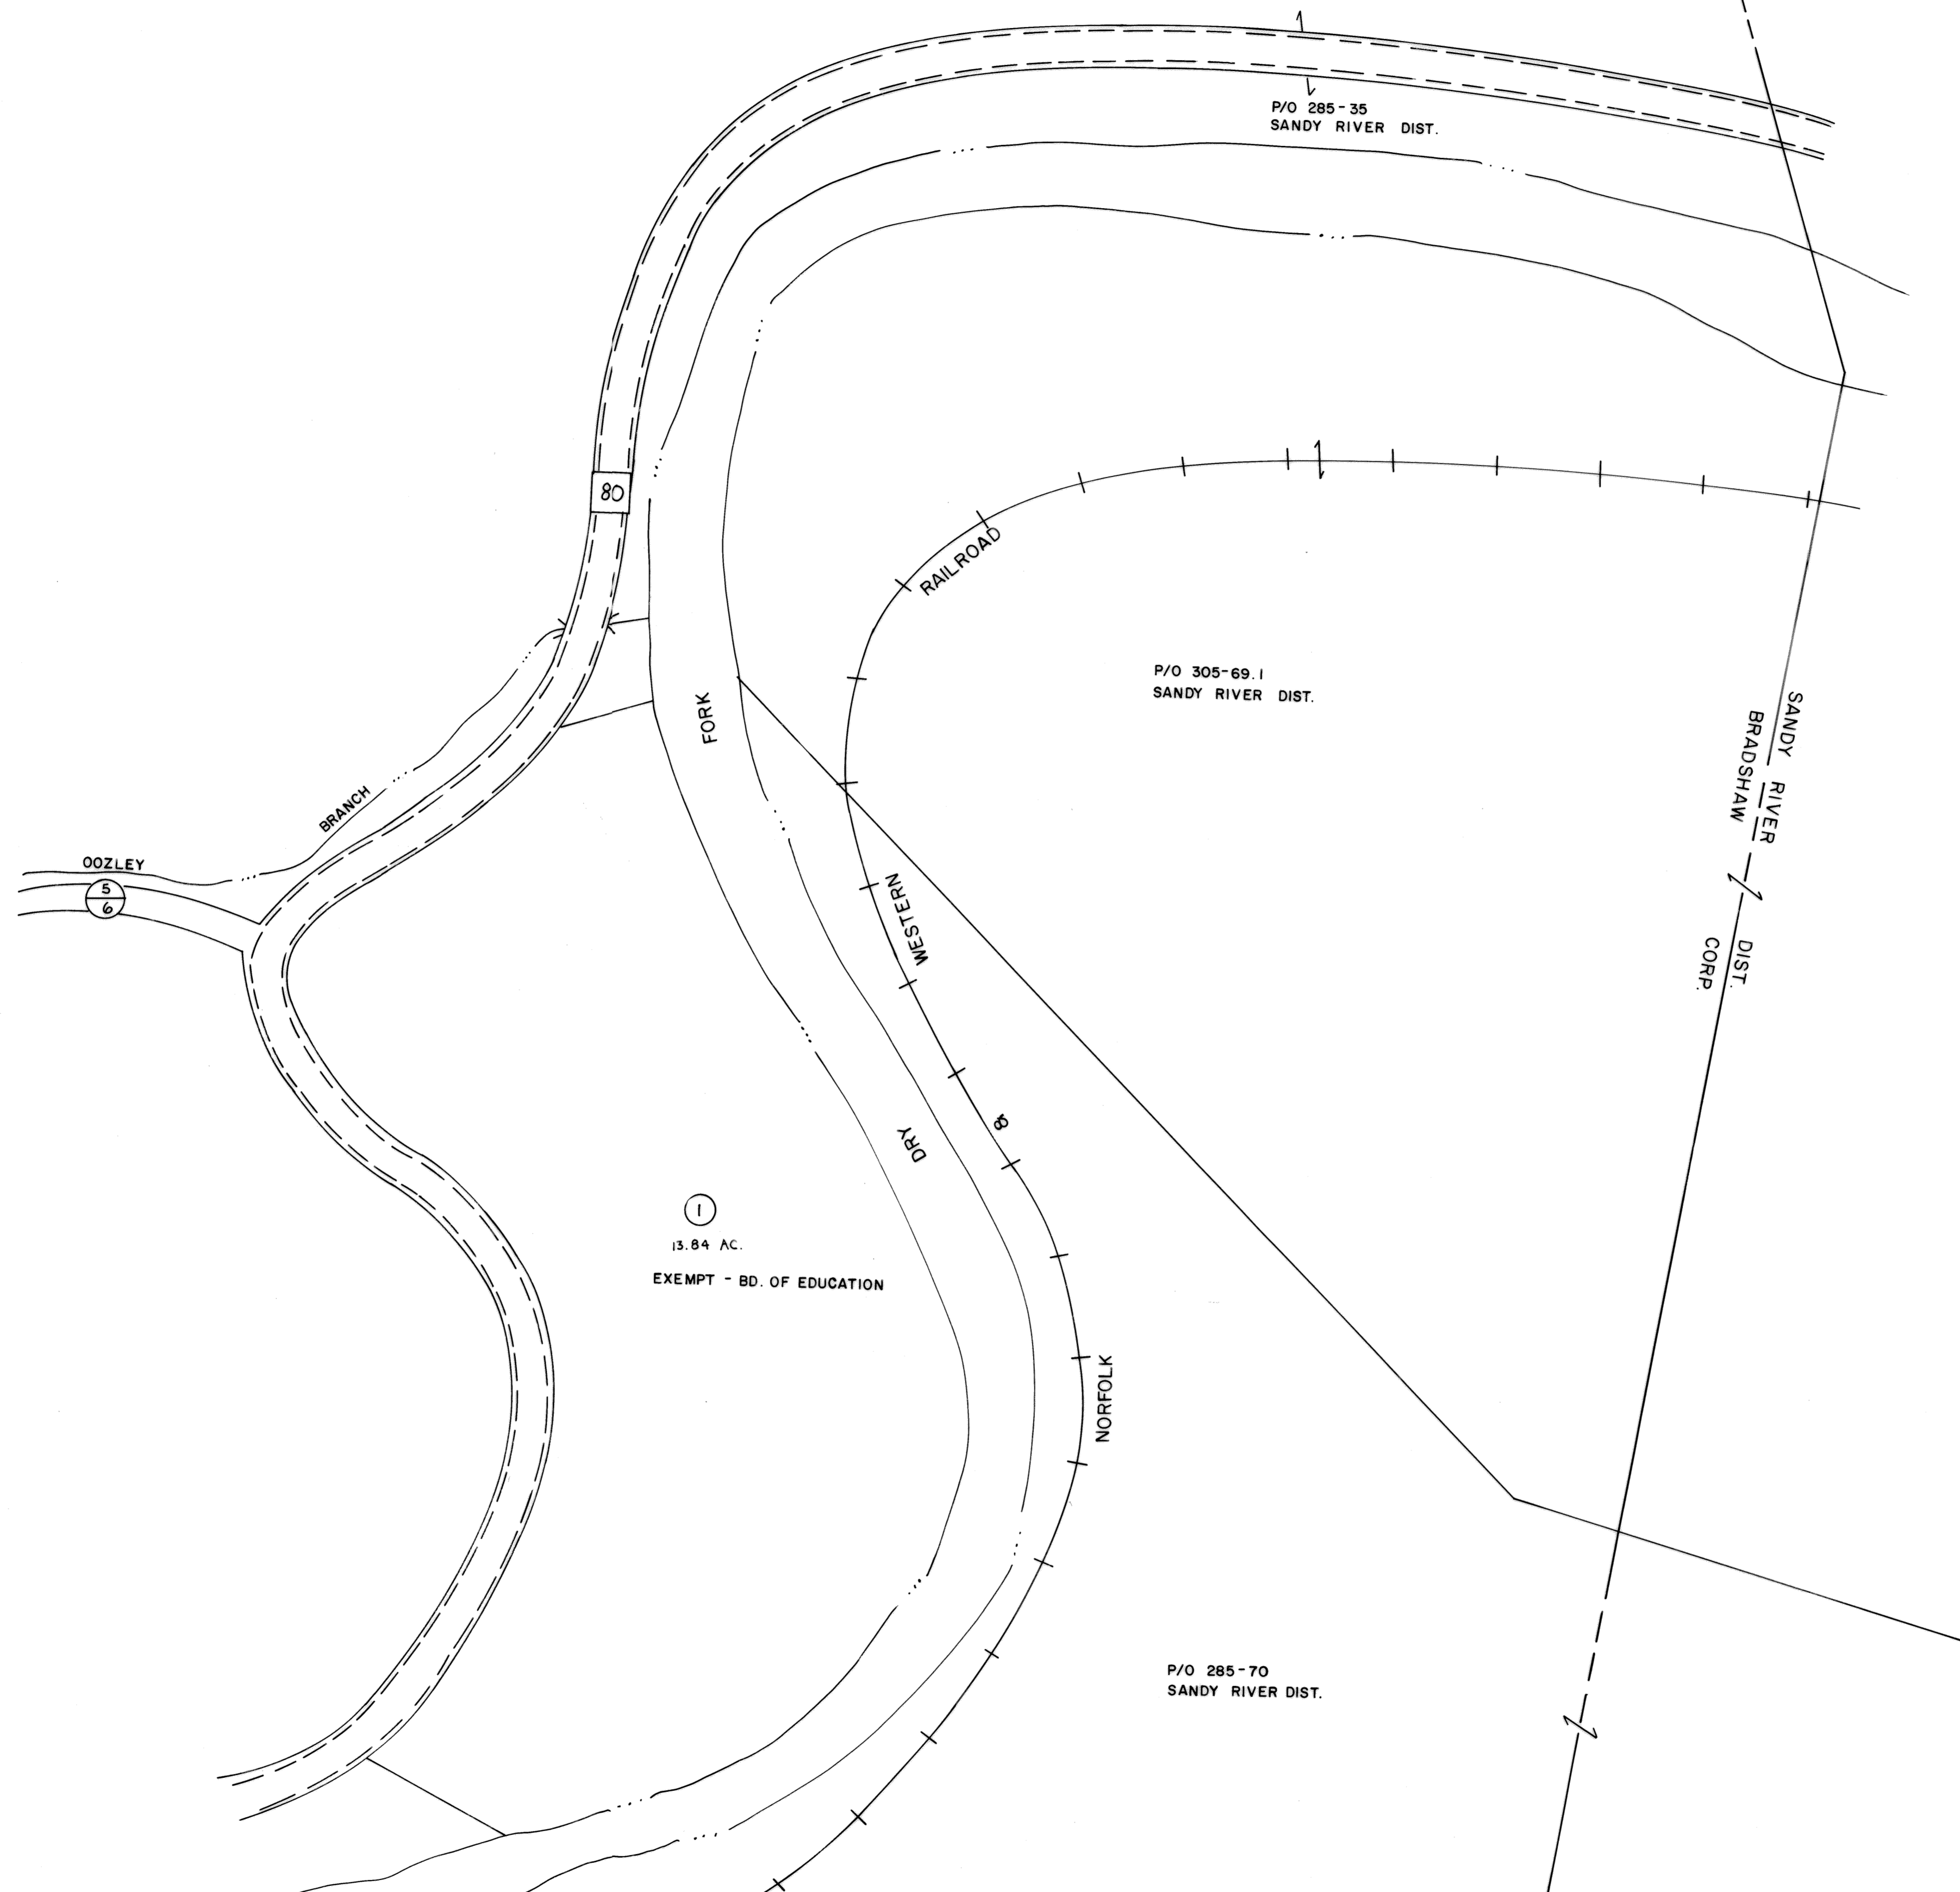 P/O 285-35
SANDY RIVER DIST.
80
RAILROAD
P/O 305-69.1
SANDY RIVER DIST.
FORK
SANDY RIVER DIST.
BRADSHAW CORP.
BRANCH
OOZLEY
5
6
WESTERN
&
DRY
1
13.84 AC.
EXEMPT - BD. OF EDUCATION
NORFOLK
P/O 285-70
SANDY RIVER DIST.